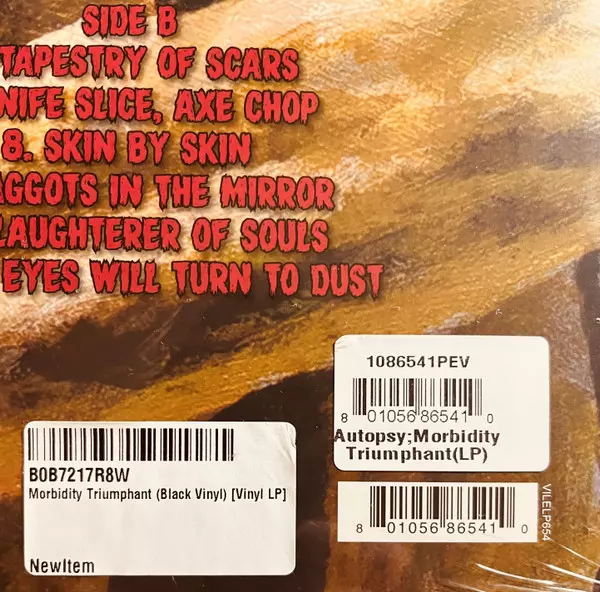 SIDE B
TAPESTRY OF SCARS
NIFE SLICE, AXE CHOP
8. SKIN BY SKIN
AGGOTS IN THE MIRROR
LAUGHTERER OF SOULS
EYES WILL TURN TO DUST
1086541PEV
8 01056 86541 0
Autopsy;Morbidity
Triumphant(LP)
B0B7217R8W
Morbidity Triumphant (Black Vinyl) [Vinyl LP]
NewItem
8 01056 86541 0
VILELP654